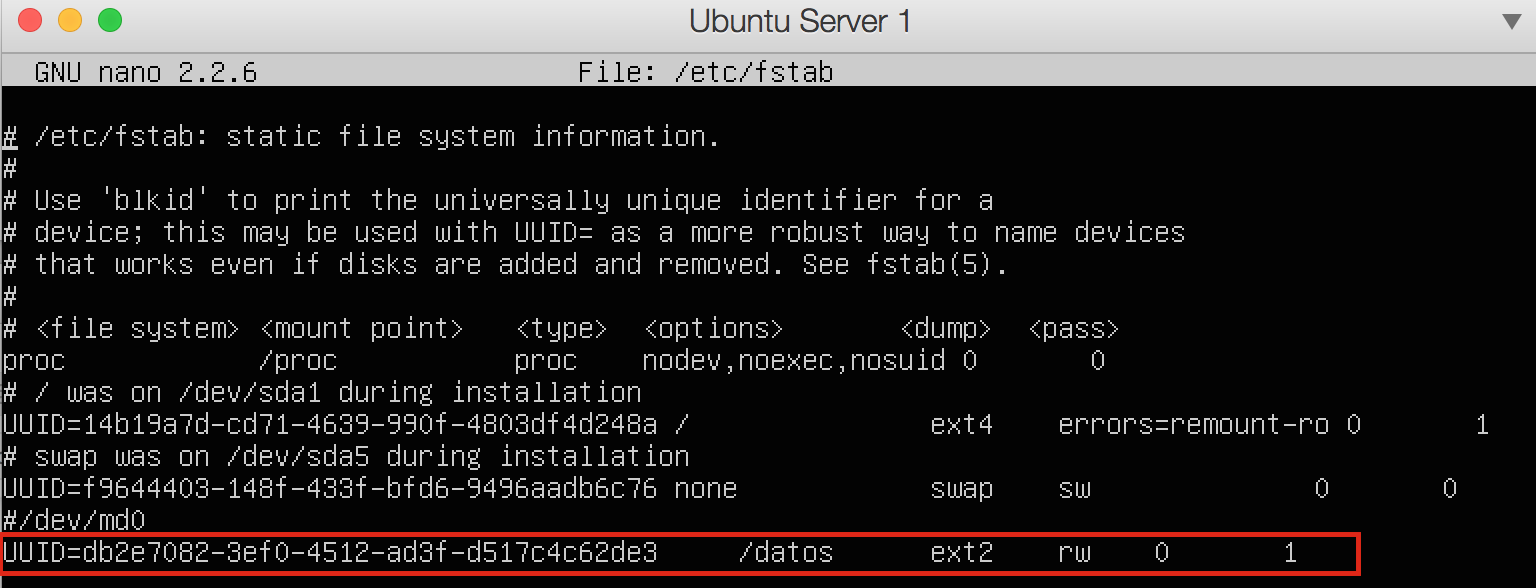 Ubuntu Server 1
GNU nano 2.2.6 File: /etc/fstab
# /etc/fstab: static file system information.
#
# Use 'blkid' to print the universally unique identifier for a
# device; this may be used with UUID= as a more robust way to name devices
# that works even if disks are added and removed. See fstab(5).
#
# <file system> <mount point> <type> <options> <dump> <pass>
proc /proc proc nodev,noexec,nosuid 0 0
# / was on /dev/sda1 during installation
UUID=14b19a7d-cd71-4639-990f-4803df4d248a / ext4 errors=remount-ro 0 1
# swap was on /dev/sda5 during installation
UUID=f9644403-148f-433f-bfd6-9496aadb6c76 none swap sw 0 0
#/dev/md0
UUID=db2e7082-3ef0-4512-ad3f-d517c4c62de3 /datos ext2 rw 0 1